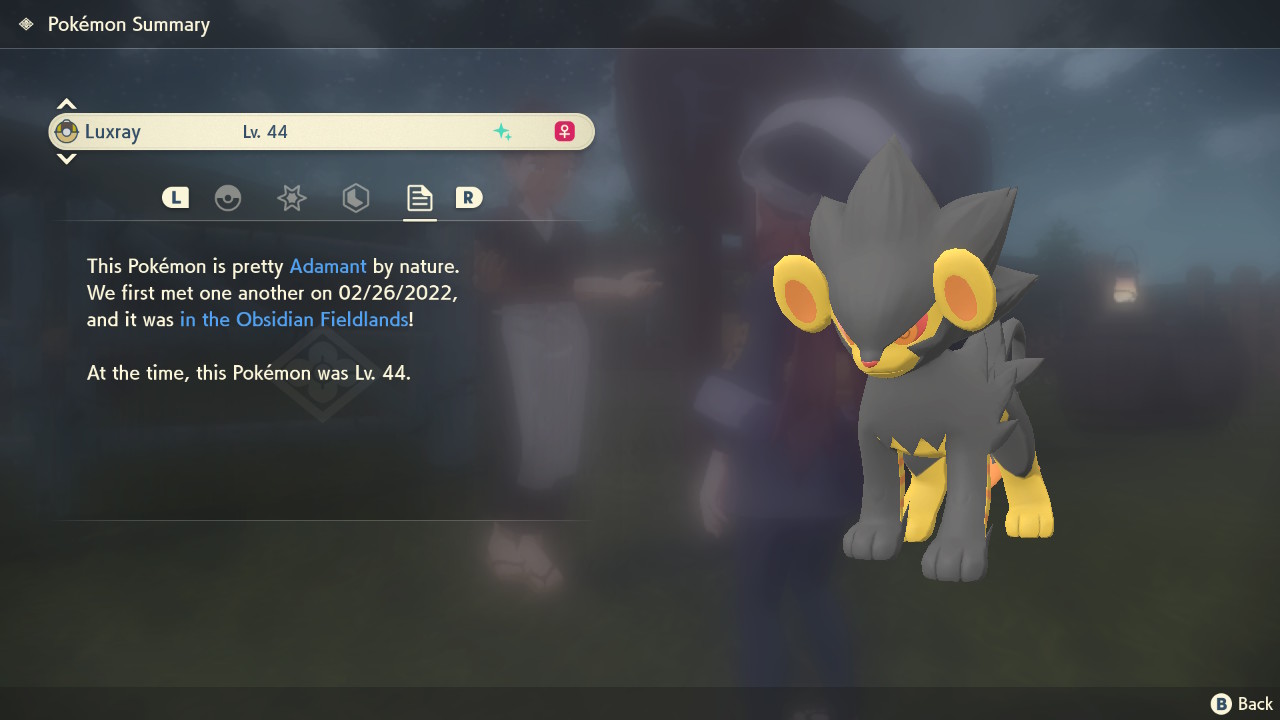 Pokémon Summary
Luxray Lv. 44
L R
This Pokémon is pretty Adamant by nature.
We first met one another on 02/26/2022,
and it was in the Obsidian Fieldlands!
At the time, this Pokémon was Lv. 44.
B Back